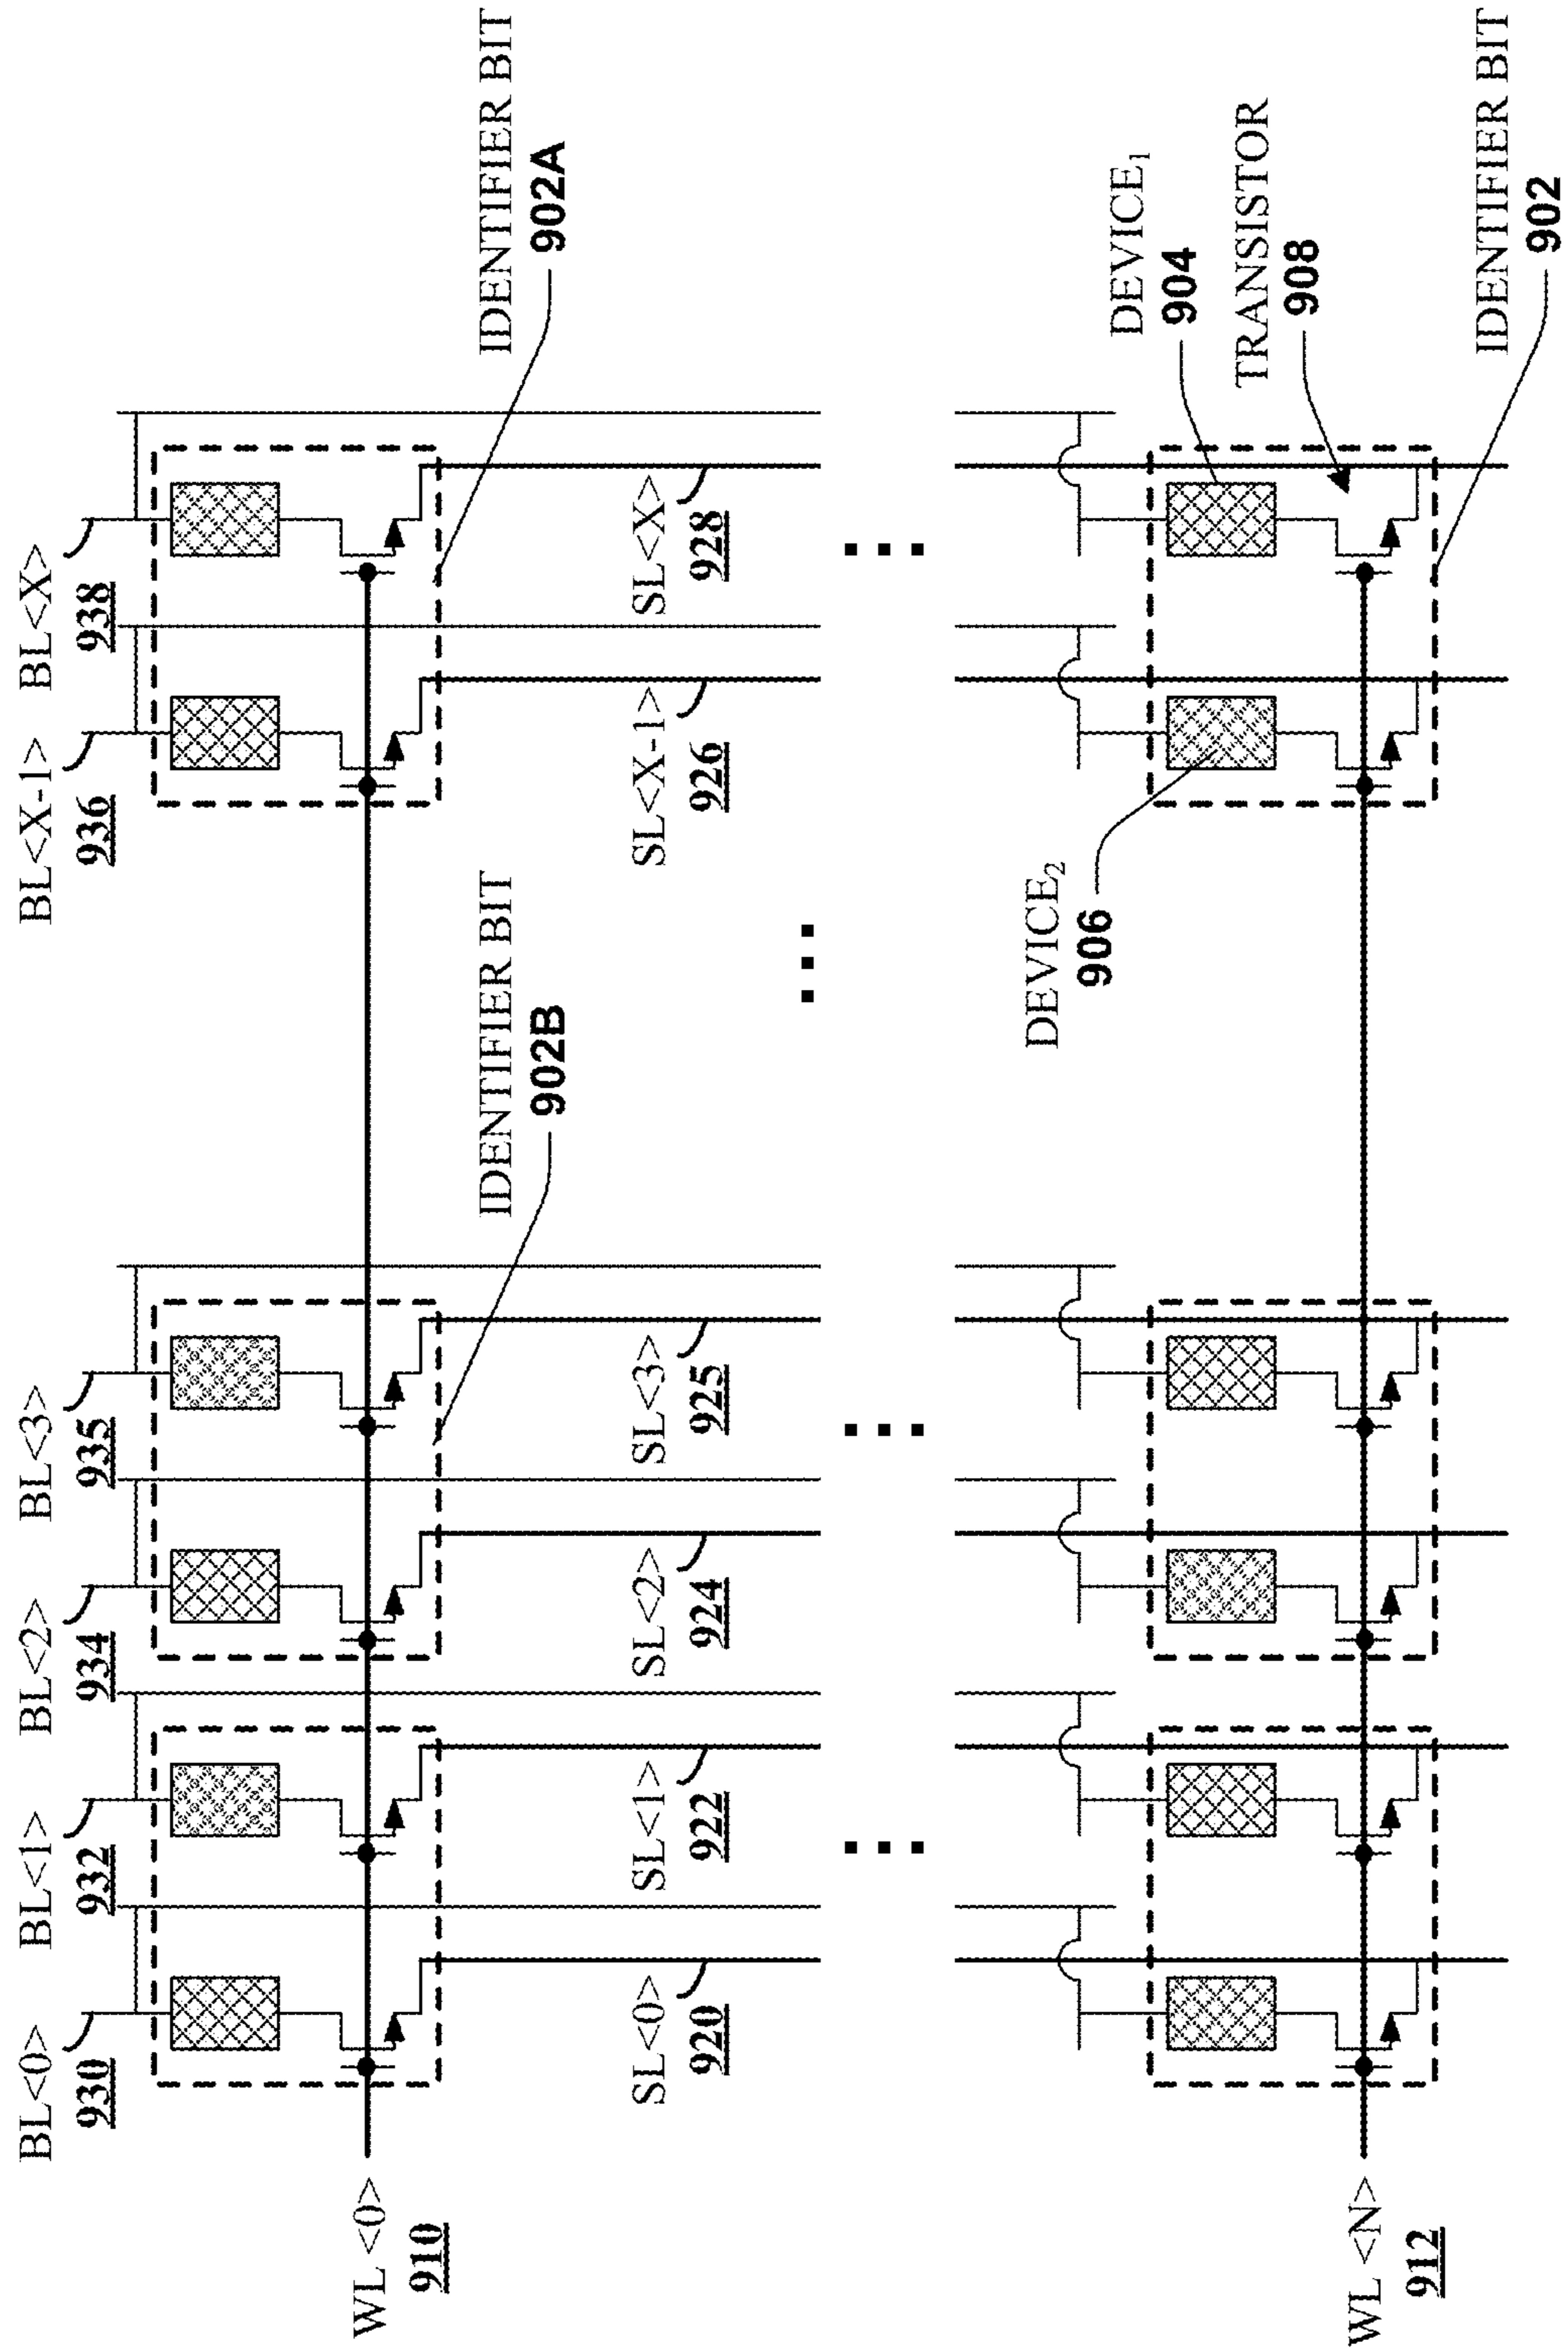 BL<0>
930
BL<1>
932
BL<2>
934
BL<3>
935
BL<X-1>
936
BL<X>
938
WL <0>
910
IDENTIFIER BIT
902B
IDENTIFIER BIT
902A
SL<0>
920
SL<1>
922
SL<2>
924
SL<3>
925
SL<X-1>
926
SL<X>
928
DEVICE2
906
DEVICE1
904
TRANSISTOR
908
WL <N>
912
IDENTIFIER BIT
902